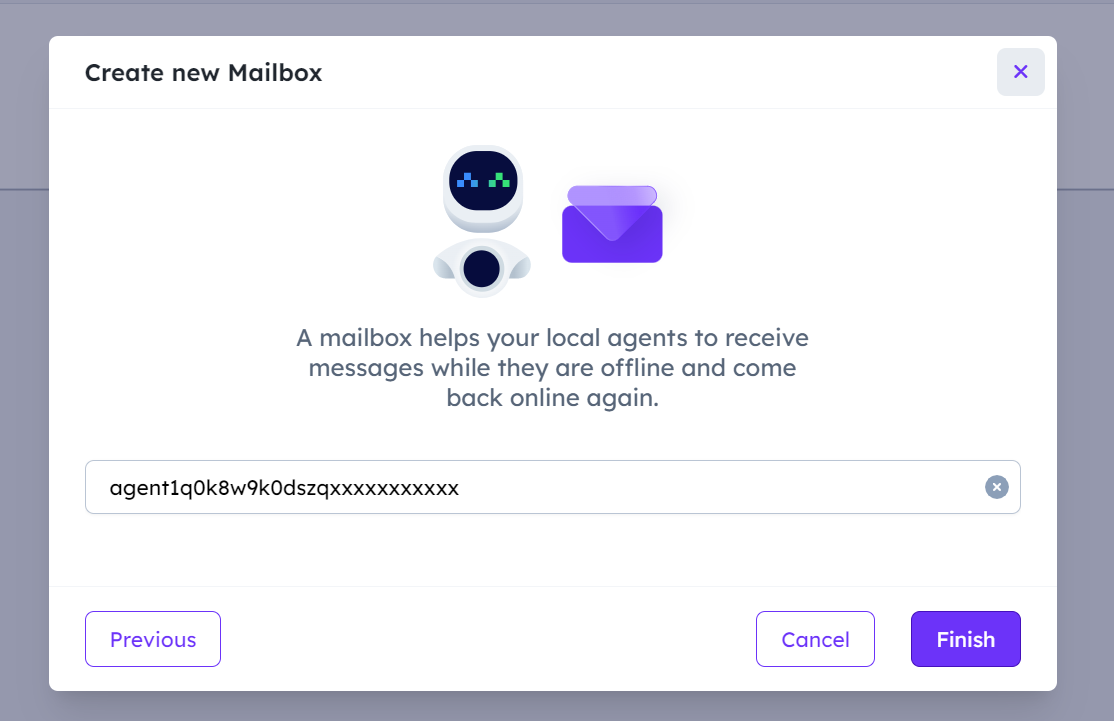 Create new Mailbox
A mailbox helps your local agents to receive
messages while they are offline and come
back online again.
agent1q0k8w9k0dszqxxxxxxxxxxx
Previous
Cancel
Finish